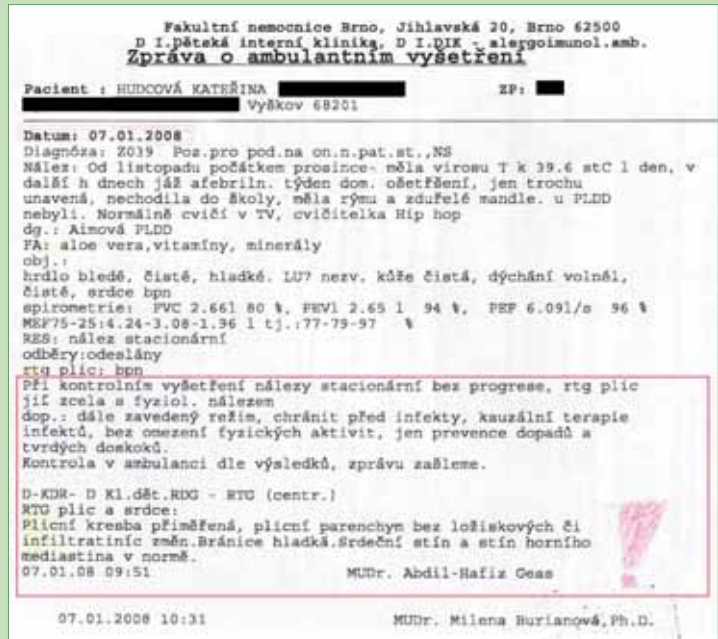 Fakultní nemocnice Brno, Jihlavská 20, Brno 62500
D I.Dětská interní klinika, D I.DIK - alergoimunol.amb.
Zpráva o ambulantním vyšetření
Pacient : HUDCOVÁ KATEŘINA ZP:
Vyškov 68201
Datum: 07.01.2008
Diagnóza: Z039 Poz.pro pod.na on.n.pat.st.,NS
Nález: Od listopadu počátkem prosince- měla virosu T k 39.6 stC 1 den, v
další h dnech jáž afebriln. týden dom. ošetření, jen trochu
unavená, nechodila do školy, měla rýmu a zduřelé mandle. u PLDD
nebyli. Normálně cvičí v TV, cvičitelka Hip hop
dg.: Aimová PLDD
FA: aloe vera,vitamíny, minerály
obj.:
hrdlo bledé, čisté, hladké. LU7 nezv. kůže čistá, dýchání volněl,
čisté, srdce bpn
spirometrie: FVC 2.661 80 %, FEV1 2.65 l 94 %, PEF 6.09l/s 96 %
MEF75-25:4.24-3.08-1.96 l tj.:77-79-97 %
RES: nález stacionární
odběry:odeslány
rtg plic: bpn
Při kontrolním vyšetření nálezy stacionární bez progrese, rtg plic
jif zcela s fyziol. nálezem
dop.: dále zavedený režim, chránit před infekty, kauzální terapie
infektů, bez omezení fyzických aktivit, jen prevence dopadů a
tvrdých doskoků.
Kontrola v ambulanci dle výsledků, zprávu zašleme.
D-KDR- D Kl.dět.RDG - RTG (centr.)
RTG plic a srdce:
Plicní kresba přiměřená, plicní parenchym bez ložiskových či
infiltratiníc změn.Bránice hladká.Srdeční stín a stín horního
mediastina v normě.
07.01.08 09:51 MUDr. Abdil-Hafiz Geas
07.01.2008 10:31 MUDr. Milena Burianová,Ph.D.